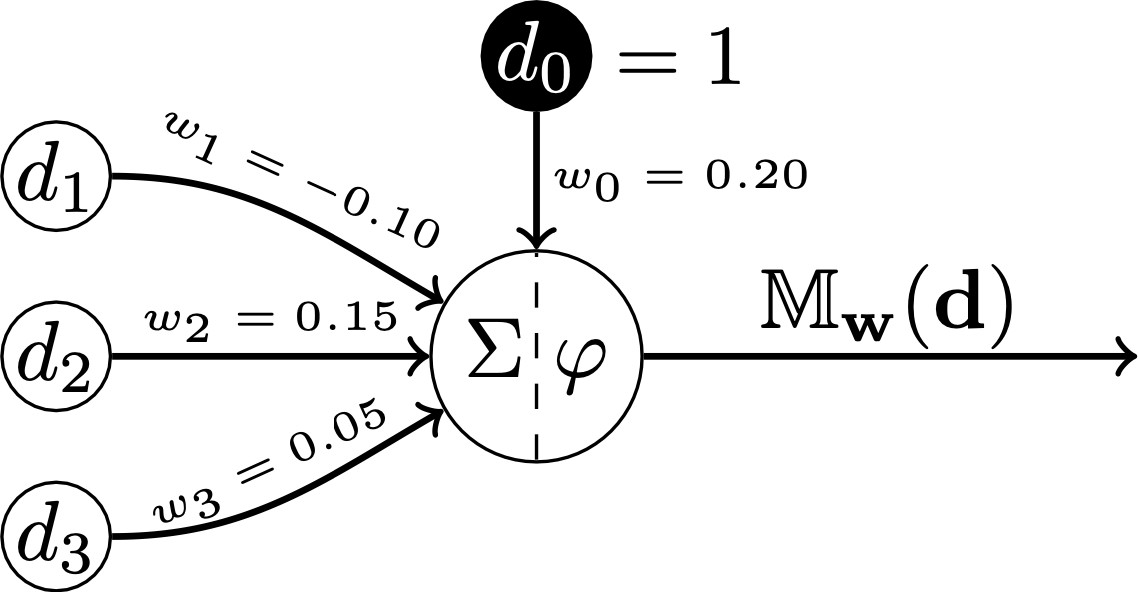 d₀ = 1
w₁ = −0.10
d₁
w₀ = 0.20
𝕄𝐰(𝐝)
w₂ = 0.15
Σ φ
d₂
w₃ = 0.05
d₃